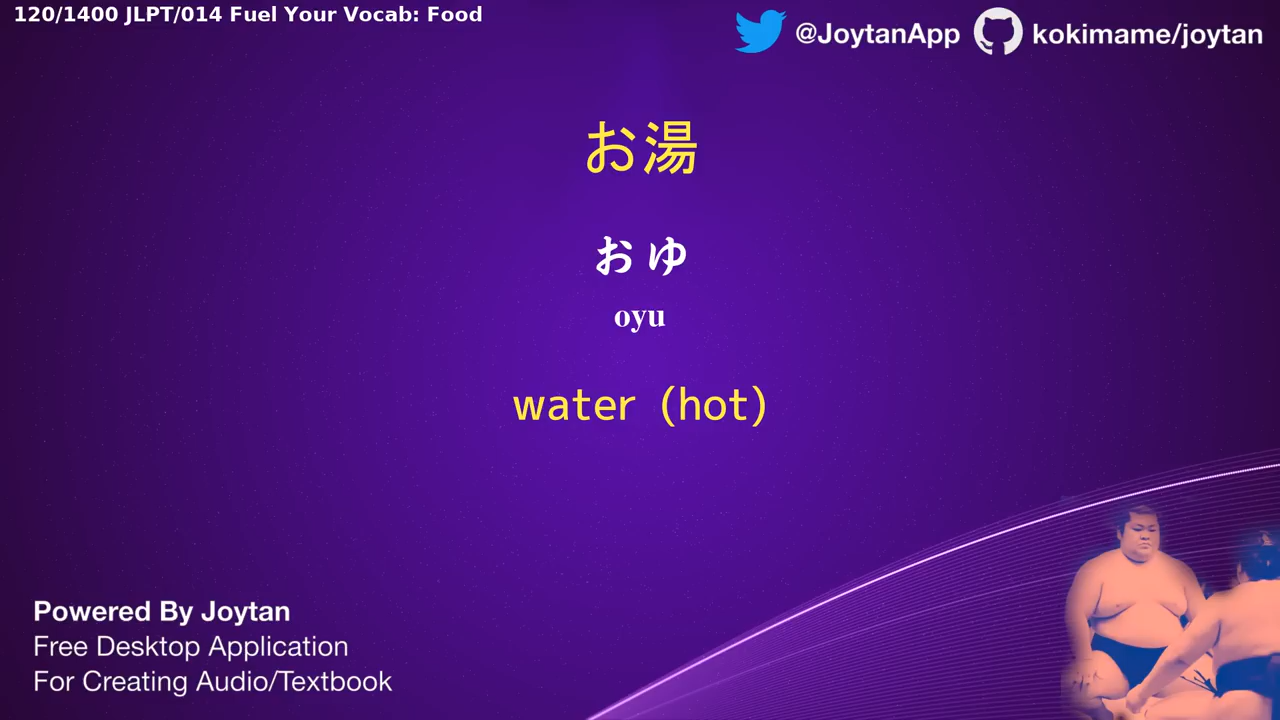 120/1400 JLPT/014 Fuel Your Vocab: Food
@JoytanApp kokimame/joytan
お湯
おゆ
oyu
water (hot)
Powered By Joytan
Free Desktop Application
For Creating Audio/Textbook